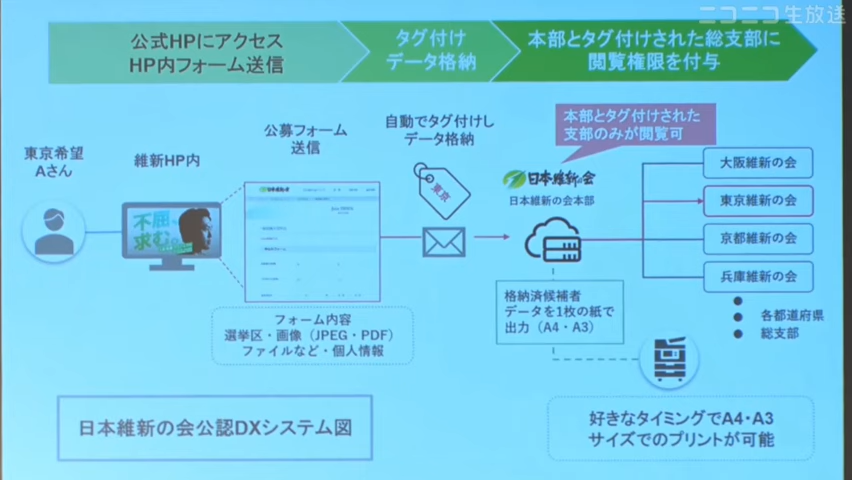 ニコニコ生放送
公式HPにアクセス
HP内フォーム送信
タグ付け
データ格納
本部とタグ付けされた総支部に
閲覧権限を付与
東京希望
Aさん
維新HP内
公募フォーム
送信
自動でタグ付けし
データ格納
本部とタグ付けされた
支部のみが閲覧可
不屈、
求む。
東京
日本維新の会
日本維新の会本部
大阪維新の会
東京維新の会
京都維新の会
兵庫維新の会
各都道府県
総支部
フォーム内容
選挙区・画像（JPEG・PDF）
ファイルなど・個人情報
格納済候補者
データを1枚の紙で
出力（A4・A3）
日本維新の会公認DXシステム図
好きなタイミングでA4・A3
サイズでのプリントが可能